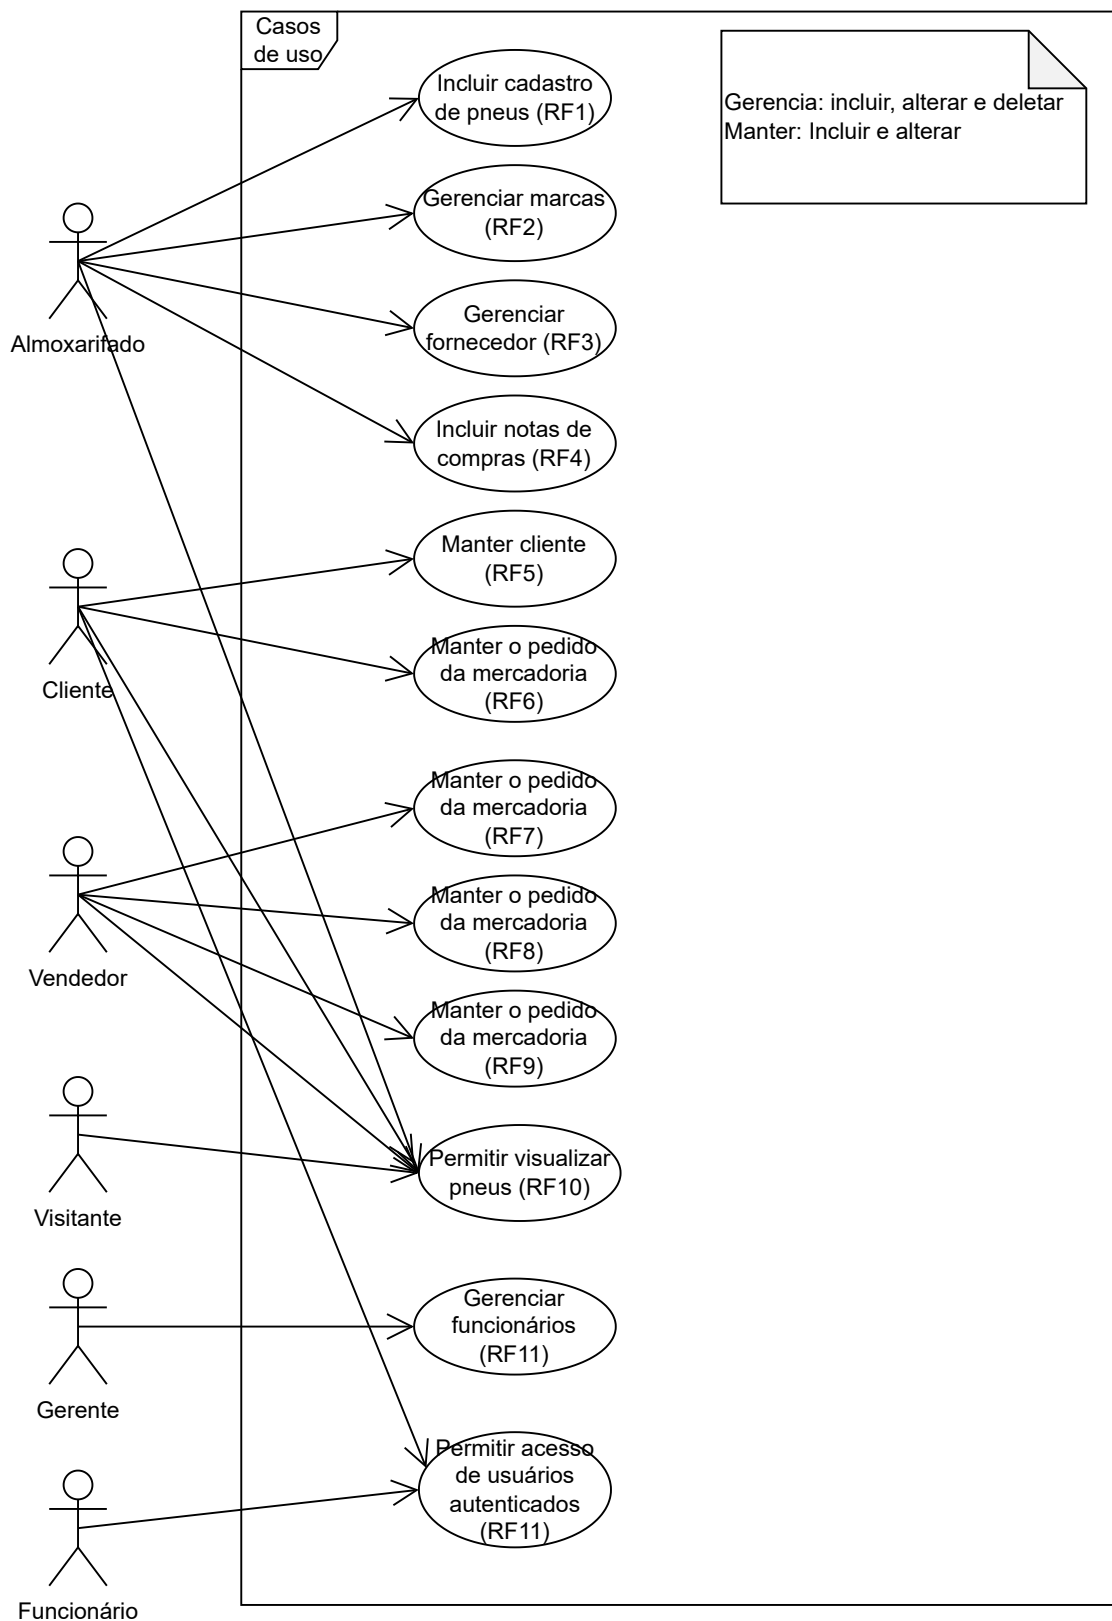 Casos
de uso
Incluir cadastro
de pneus (RF1)
Gerencia: incluir, alterar e deletar
Manter: Incluir e alterar
Gerenciar marcas
(RF2)
Gerenciar
fornecedor (RF3)
Almoxarifado
Incluir notas de
compras (RF4)
Manter cliente
(RF5)
Manter o pedido
da mercadoria
(RF6)
Cliente
Manter o pedido
da mercadoria
(RF7)
Manter o pedido
da mercadoria
(RF8)
Vendedor
Manter o pedido
da mercadoria
(RF9)
Permitir visualizar
pneus (RF10)
Visitante
Gerenciar
funcionários
(RF11)
Gerente
Permitir acesso
de usuários
autenticados
(RF11)
Funcionário